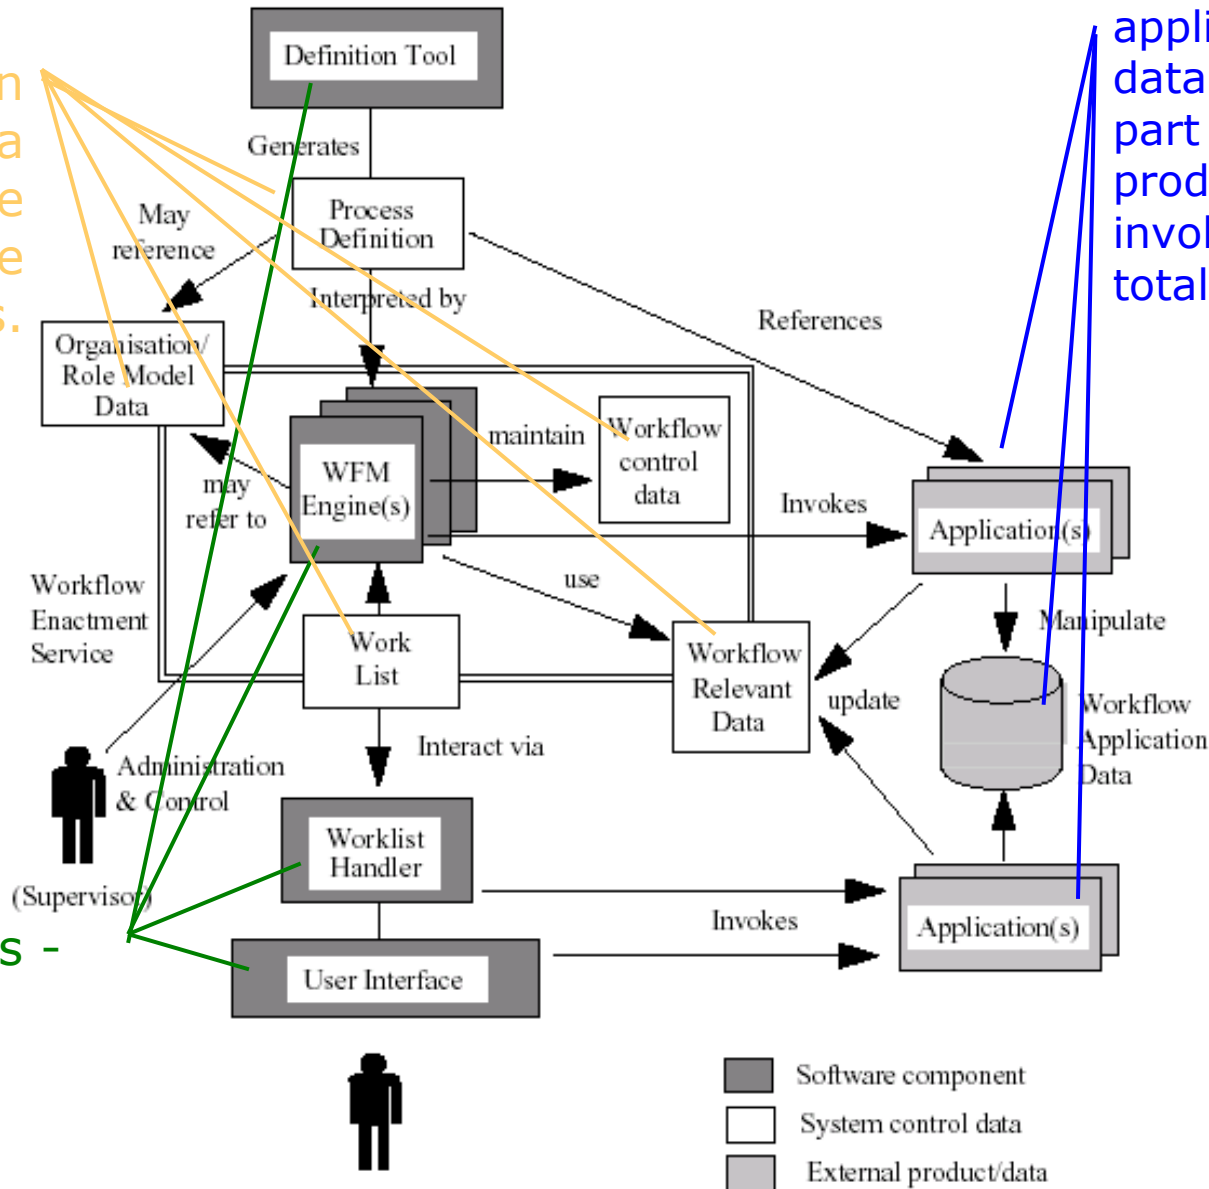 Definition Tool
Generates
Process
Definition
May
reference
Interpreted by
References
Organisation/
Role Model
Data
WFM
Engine(s)
maintain
Workflow
control
data
may
refer to
Invokes
Application(s)
use
Workflow
Enactment
Service
Work
List
Workflow
Relevant
Data
Manipulate
update
Workflow
Application
Data
Interact via
Administration
& Control
(Supervisor)
Worklist
Handler
Invokes
Application(s)
User Interface
Software component
System control data
External product/data
n
a
e
e
s.
appli
data
part
prod
invol
total
s -